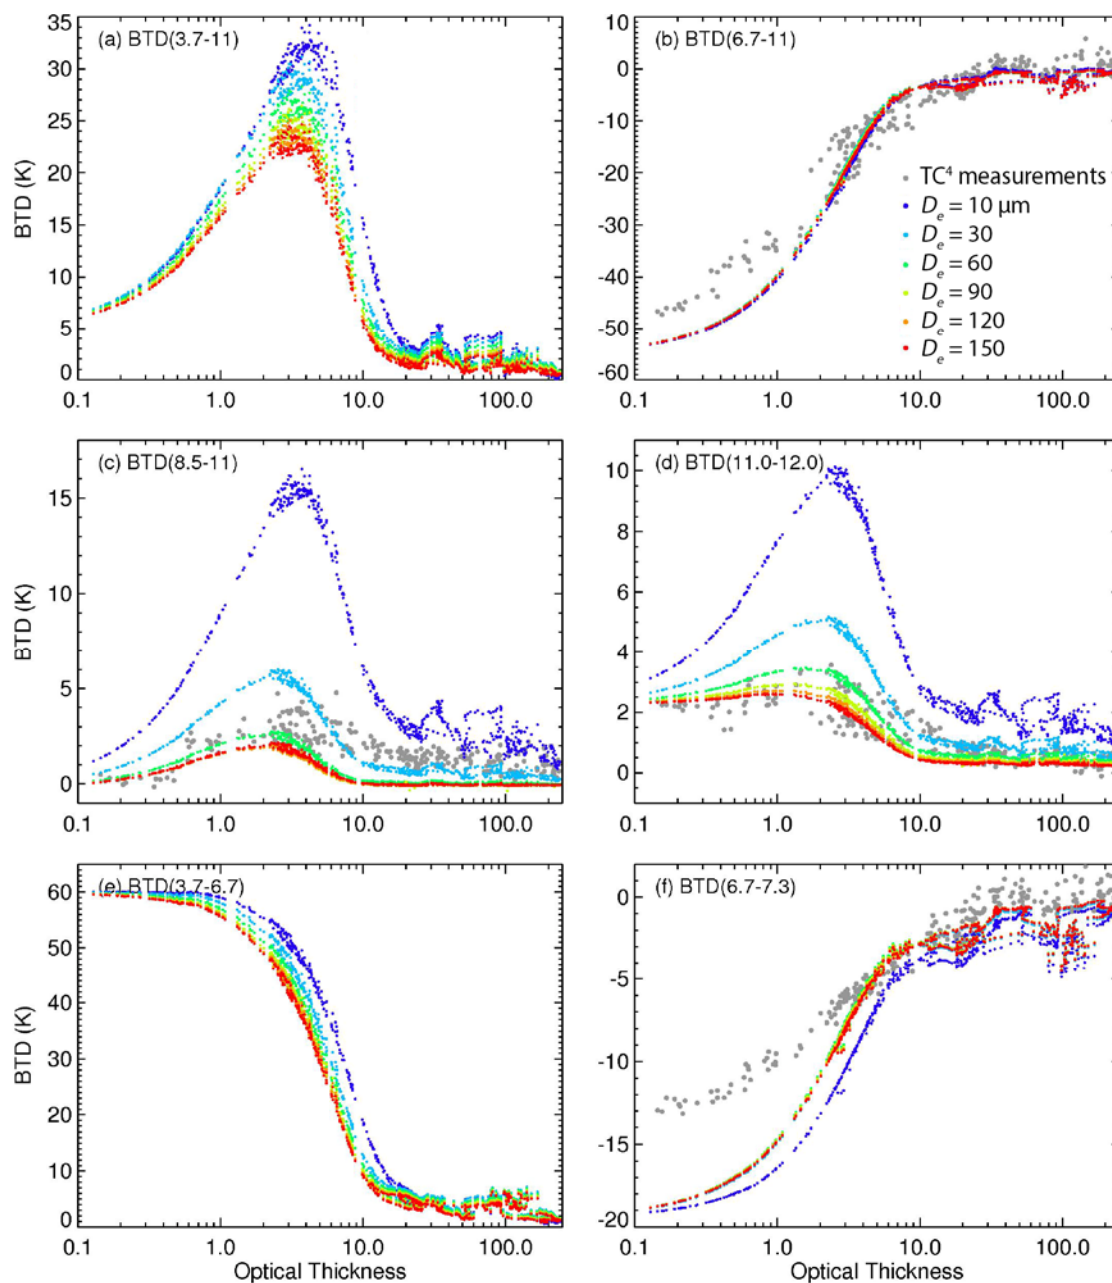 (a) BTD(3.7-11)
35
30
25
20
15
10
5
0
BTD (K)
0.1 1.0 10.0 100.0
(b) BTD(6.7-11)
10
0
-10
-20
-30
-40
-50
-60
TC⁴ measurements
Dₑ = 10 µm
Dₑ = 30
Dₑ = 60
Dₑ = 90
Dₑ = 120
Dₑ = 150
0.1 1.0 10.0 100.0
(c) BTD(8.5-11)
15
10
5
0
BTD (K)
0.1 1.0 10.0 100.0
(d) BTD(11.0-12.0)
10
8
6
4
2
0
0.1 1.0 10.0 100.0
(e) BTD(3.7-6.7)
60
50
40
30
20
10
0
BTD (K)
0.1 1.0 10.0 100.0
Optical Thickness
(f) BTD(6.7-7.3)
0
-5
-10
-15
-20
0.1 1.0 10.0 100.0
Optical Thickness